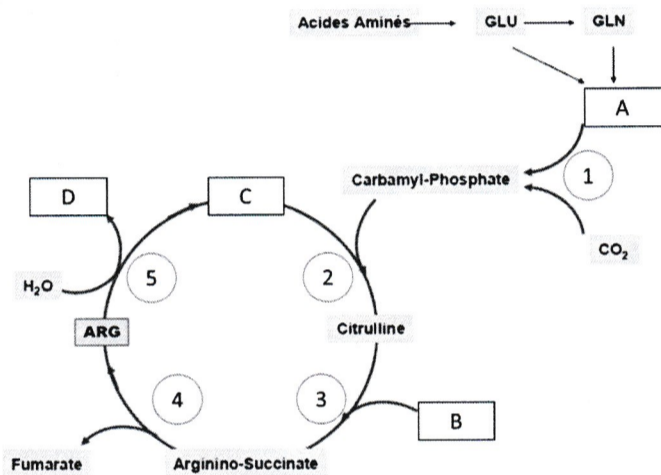 Acides Aminés GLU GLN
A
Carbamyl-Phosphate 1
D C
CO₂
H₂O 5 2
ARG Citrulline
4 3
B
Fumarate Arginino-Succinate